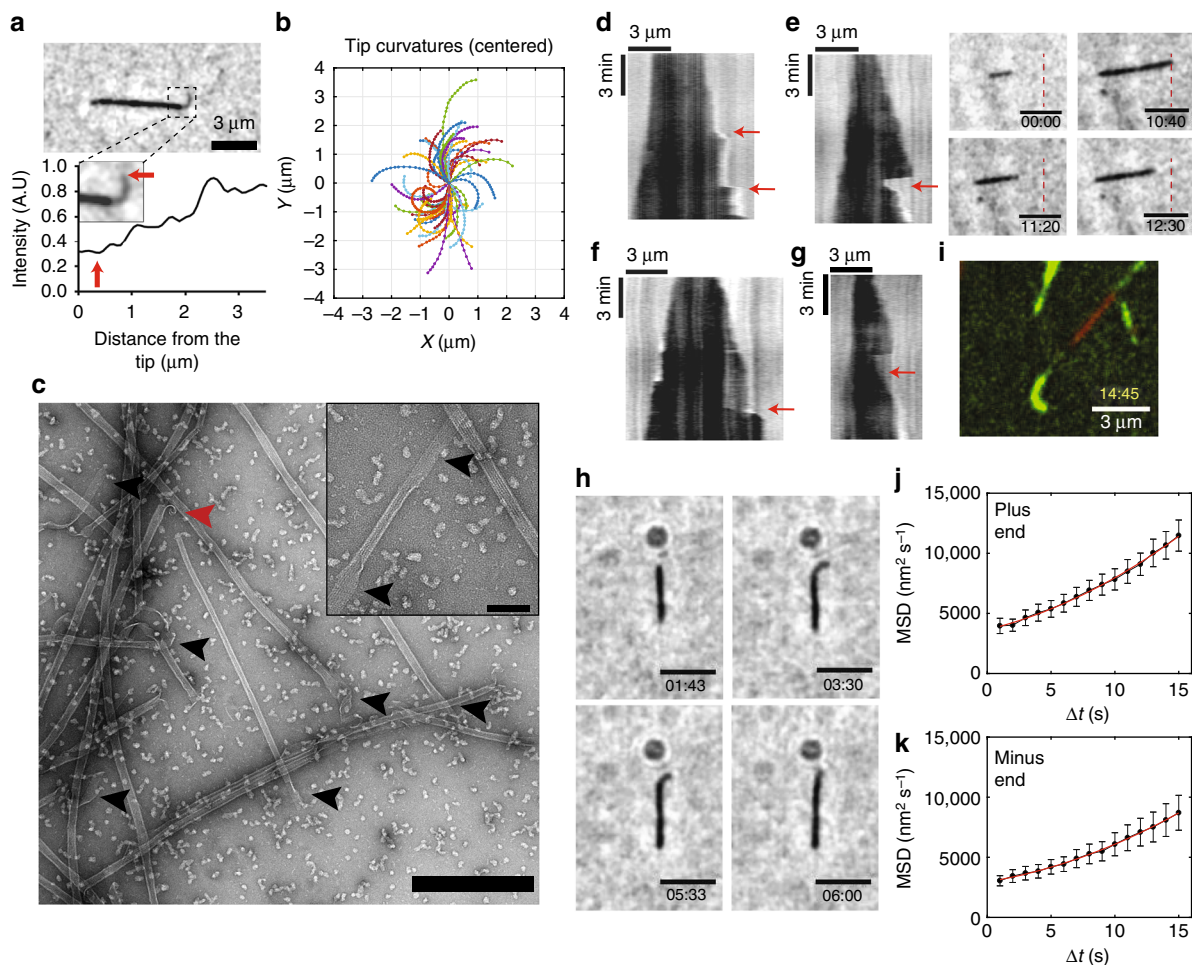 a
3 μm
1.0
0.8
0.6
0.4
0.2
0.0
Intensity (A.U)
0 1 2 3
Distance from the
tip (μm)
b
Tip curvatures (centered)
4
3
2
1
0
–1
–2
–3
–4
Y (μm)
–4 –3 –2 –1 0 1 2 3 4
X (μm)
c
d
3 μm
3 min
e
3 μm
3 min
00:00
10:40
11:20
12:30
f
3 μm
3 min
g
3 μm
3 min
h
01:43
03:30
05:33
06:00
i
14:45
3 μm
j
15,000
10,000
5000
0
MSD (nm² s⁻¹)
Plus
end
0 5 10 15
Δt (s)
k
15,000
10,000
5000
0
MSD (nm² s⁻¹)
Minus
end
0 5 10 15
Δt (s)